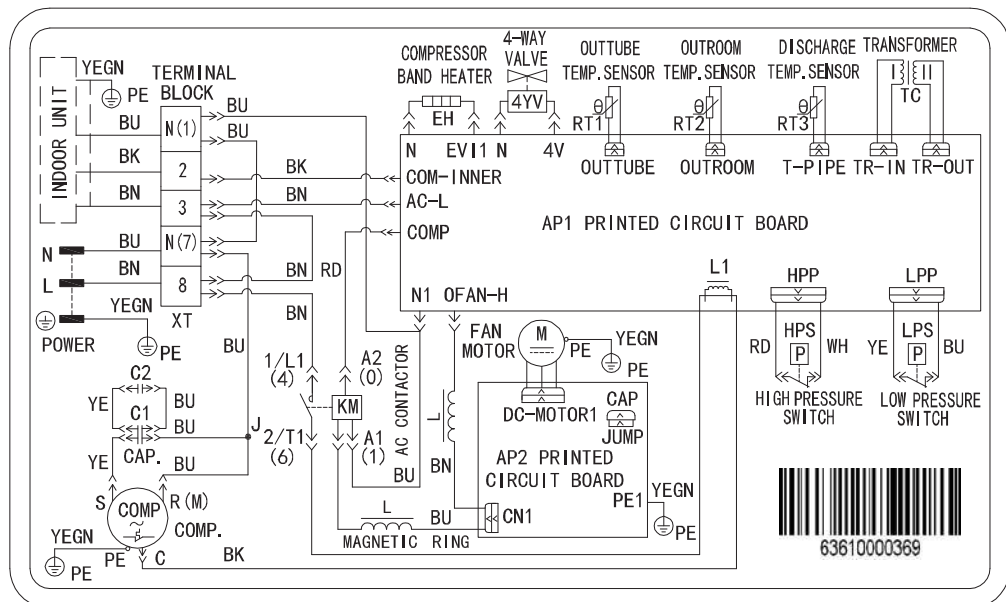 INDOOR UNIT
YEGN
PE
TERMINAL
BLOCK
BU
BU
BU
N(1)
BK
2
BN
3
BU
N(7)
N
BN
8
L
XT
YEGN
PE
POWER
BK
BN
BN
RD
BN
BU
COMPRESSOR
BAND HEATER
EH
4-WAY
VALVE
4YV
OUTTUBE
TEMP.SENSOR
θ
RT1
OUTROOM
TEMP.SENSOR
θ
RT2
DISCHARGE
TEMP.SENSOR
θ
RT3
TRANSFORMER
I II
TC
N EVI1 N 4V
OUTTUBE OUTROOM T-PIPE TR-IN TR-OUT
COM-INNER
AC-L
COMP
AP1 PRINTED CIRCUIT BOARD
N1 OFAN-H
L1
HPP
LPP
RD
HPS
P
WH
HIGH PRESSURE
SWITCH
YE
LPS
P
BU
LOW PRESSURE
SWITCH
FAN
MOTOR
M
PE
YEGN
PE
DC-MOTOR1
CAP
JUMP
AP2 PRINTED
CIRCUIT BOARD
PE1
YEGN
PE
CN1
L
BN
1/L1
(4)
A2
(0)
KM
AC CONTACTOR
2/T1
(6)
A1
(1)
BU
L
BU
MAGNETIC RING
C2
YE
BU
C1
BU
CAP.
J
YE
BU
S
R(M)
COMP
COMP.
YEGN
PE
PE
C
BK
63610000369